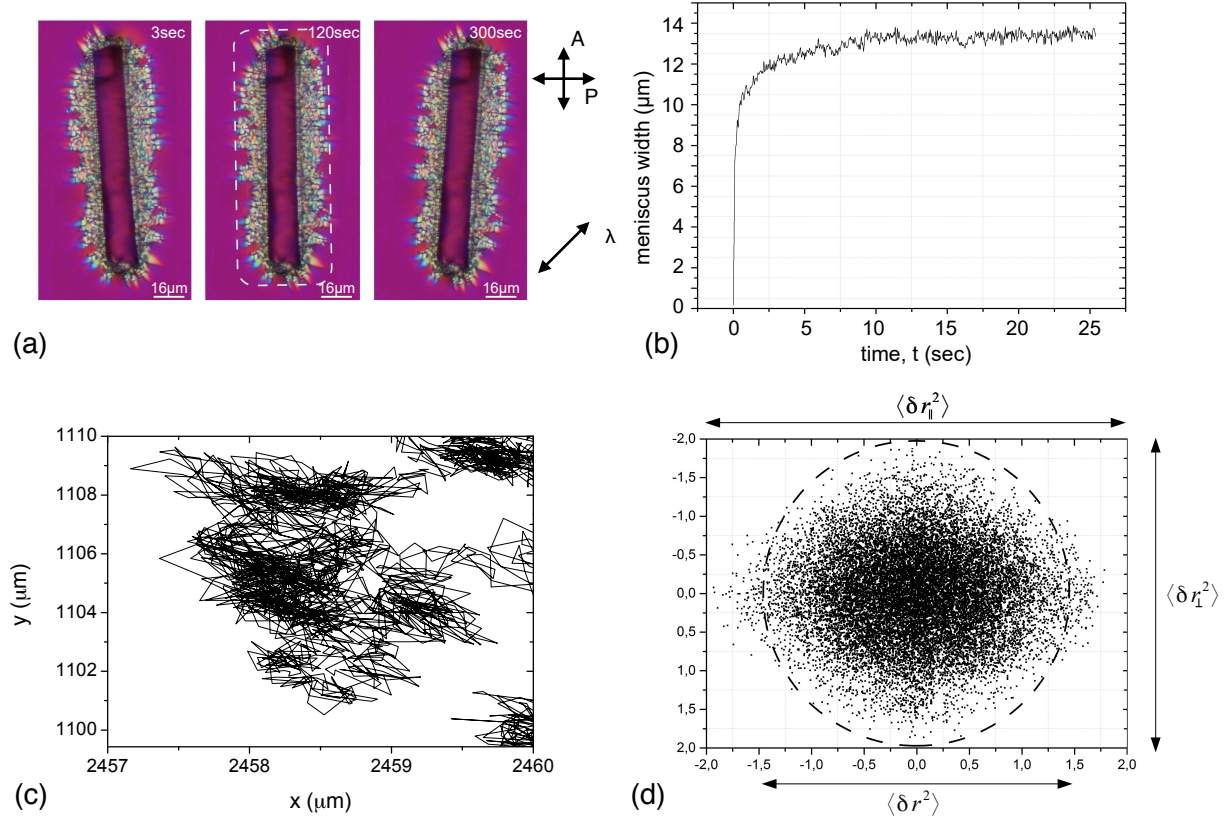 3sec
16μm
120sec
16μm
300sec
16μm
A
P
λ
(a)
14
12
10
8
6
4
2
0
meniscus width (μm)
0 5 10 15 20 25
time, t (sec)
(b)
1110
1108
1106
1104
1102
1100
y (μm)
2457 2458 2459 2460
x (μm)
(c)
⟨δ r∥²⟩
-2,0
-1,5
-1,0
-0,5
0,0
0,5
1,0
1,5
2,0
-2,0 -1,5 -1,0 -0,5 0,0 0,5 1,0 1,5 2,0
⟨δ r⊥²⟩
⟨δ r²⟩
(d)